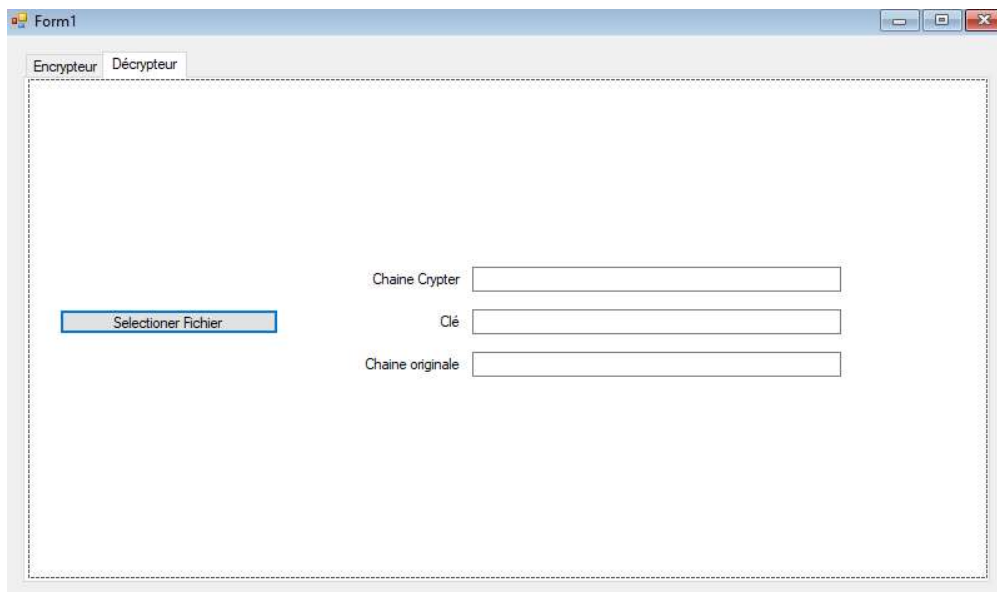 Form1
Encrypteur Décrypteur
Chaine Crypter
Selectioner Fichier
Clé
Chaine originale